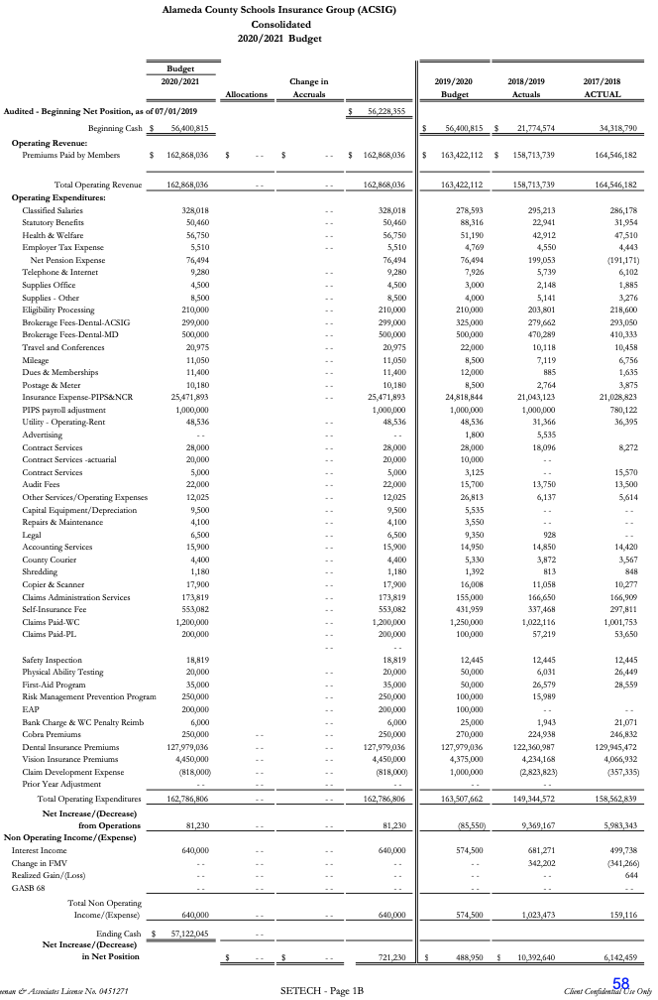 Alameda County Schools Insurance Group (ACSIG)
Consolidated
2020/2021 Budget
Budget
2020/2021 Allocations Change in Accruals 2019/2020 Budget 2018/2019 Actuals 2017/2018 ACTUAL
Audited - Beginning Net Position, as of 07/01/2019 $ 56,228,355
Beginning Cash $ 56,400,815 $ 56,400,815 $ 21,774,574 34,318,790
Operating Revenue:
Premiums Paid by Members $ 162,868,036 $ - - $ - - $ 162,868,036 $ 163,422,112 $ 158,713,739 164,546,182
Total Operating Revenue 162,868,036 - - - - 162,868,036 163,422,112 158,713,739 164,546,182
Operating Expenditures:
Classified Salaries 328,018 - - 328,018 278,593 295,213 286,178
Statutory Benefits 50,460 - - 50,460 88,316 22,941 31,954
Health & Welfare 56,750 - - 56,750 51,190 42,912 47,510
Employer Tax Expense 5,510 - - 5,510 4,769 4,550 4,443
Net Pension Expense 76,494 - - 76,494 76,494 199,053 (191,171)
Telephone & Internet 9,280 - - 9,280 7,926 5,739 6,102
Supplies Office 4,500 - - 4,500 3,000 2,148 1,885
Supplies - Other 8,500 - - 8,500 4,000 5,141 3,276
Eligibility Processing 210,000 - - 210,000 210,000 203,801 218,600
Brokerage Fees-Dental-ACSIG 299,000 - - 299,000 325,000 279,662 293,050
Brokerage Fees-Dental-MD 500,000 - - 500,000 500,000 470,289 410,333
Travel and Conferences 20,975 - - 20,975 22,000 10,118 10,458
Mileage 11,050 - - 11,050 8,500 7,119 6,756
Dues & Memberships 11,400 - - 11,400 12,000 885 1,635
Postage & Meter 10,180 - - 10,180 8,500 2,764 3,875
Insurance Expense-PIPS&NCR 25,471,893 - - 25,471,893 24,818,844 21,043,123 21,028,823
PIPS payroll adjustment 1,000,000 1,000,000 1,000,000 1,000,000 780,122
Utility - Operating-Rent 48,536 - - 48,536 48,536 31,366 36,395
Advertising - - - - - - 1,800 5,535
Contract Services 28,000 - - 28,000 28,000 18,096 8,272
Contract Services -actuarial 20,000 - - 20,000 10,000 - -
Contract Services 5,000 - - 5,000 3,125 - - 15,570
Audit Fees 22,000 - - 22,000 15,700 13,750 13,500
Other Services/Operating Expenses 12,025 - - 12,025 26,813 6,137 5,614
Capital Equipment/Depreciation 9,500 - - 9,500 5,535 - - - -
Repairs & Maintenance 4,100 - - 4,100 3,550 - - - -
Legal 6,500 - - 6,500 9,350 928 - -
Accounting Services 15,900 - - 15,900 14,950 14,850 14,420
County Courier 4,400 - - 4,400 5,330 3,872 3,567
Shredding 1,180 - - 1,180 1,392 813 848
Copier & Scanner 17,900 - - 17,900 16,008 11,058 10,277
Claims Administration Services 173,819 - - 173,819 155,000 166,650 166,909
Self-Insurance Fee 553,082 - - 553,082 431,959 337,468 297,811
Claims Paid-WC 1,200,000 - - 1,200,000 1,250,000 1,022,116 1,001,753
Claims Paid-PL 200,000 - - 200,000 100,000 57,219 53,650
- - - -
Safety Inspection 18,819 - - 18,819 12,445 12,445 12,445
Physical Ability Testing 20,000 - - 20,000 50,000 6,031 26,449
First-Aid Program 35,000 - - 35,000 50,000 26,579 28,559
Risk Management Prevention Program 250,000 - - 250,000 100,000 15,989
EAP 200,000 - - 200,000 100,000 - - - -
Bank Charge & WC Penalty Reimb 6,000 - - 6,000 25,000 1,943 21,071
Cobra Premiums 250,000 - - - - 250,000 270,000 224,938 246,832
Dental Insurance Premiums 127,979,036 - - - - 127,979,036 127,979,036 122,360,987 129,945,472
Vision Insurance Premiums 4,450,000 - - - - 4,450,000 4,375,000 4,234,168 4,066,932
Claim Development Expense (818,000) - - - - (818,000) 1,000,000 (2,823,823) (357,335)
Prior Year Adjustment - - - - - - - - - - - -
Total Operating Expenditures 162,786,806 - - - - 162,786,806 163,507,662 149,344,572 158,562,839
Net Increase/(Decrease)
from Operations 81,230 - - - - 81,230 (85,550) 9,369,167 5,983,343
Non Operating Income/(Expense)
Interest Income 640,000 - - - - 640,000 574,500 681,271 499,738
Change in FMV - - - - - - - - - - 342,202 (341,266)
Realized Gain/(Loss) - - - - - - - - - - - - 644
GASB 68 - - - - - - - - - - - - - -
Total Non Operating
Income/(Expense) 640,000 - - - - 640,000 574,500 1,023,473 159,116
Ending Cash $ 57,122,045 - -
Net Increase/(Decrease)
in Net Position $ - - $ - - 721,230 $ 488,950 $ 10,392,640 6,142,459
58
enan & Associates License No. 0451271 SETECH - Page 1B Client Confidential Use Only